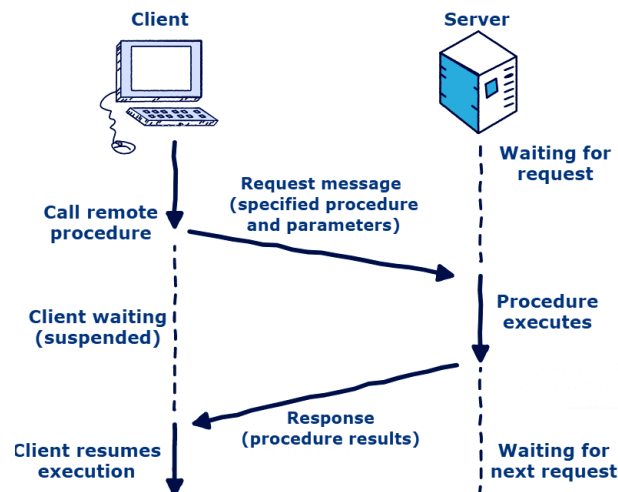 Client
Server
Waiting for
request
Request message
(specified procedure
and parameters)
Call remote
procedure
Client waiting
(suspended)
Procedure
executes
Response
(procedure results)
Client resumes
execution
Waiting for
next request